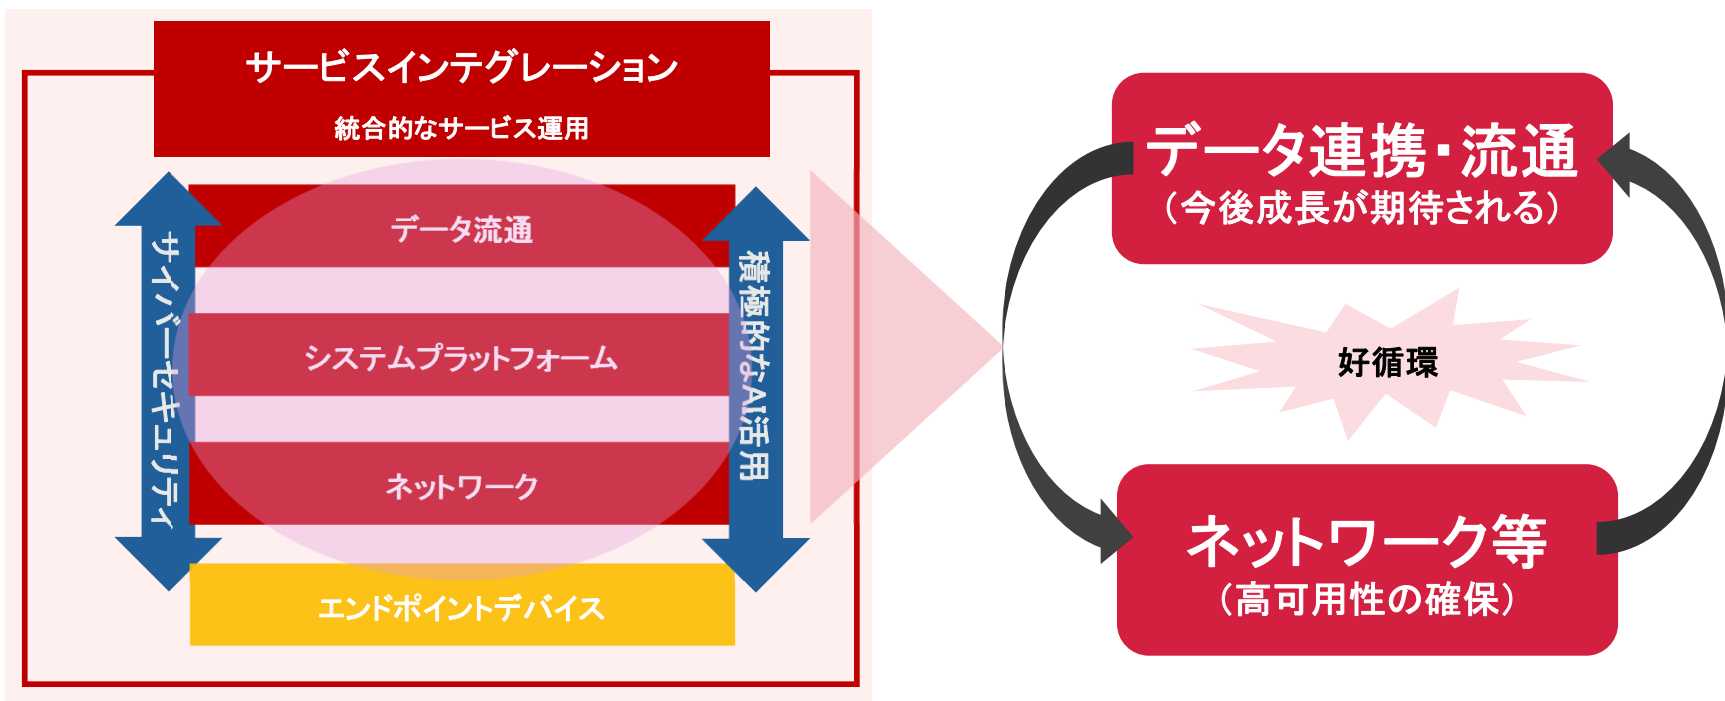 サービスインテグレーション
統合的なサービス運用
サイバーセキュリティ
データ流通
システムプラットフォーム
ネットワーク
エンドポイントデバイス
積極的なAI活用
データ連携・流通
（今後成長が期待される）
好循環
ネットワーク等
（高可用性の確保）